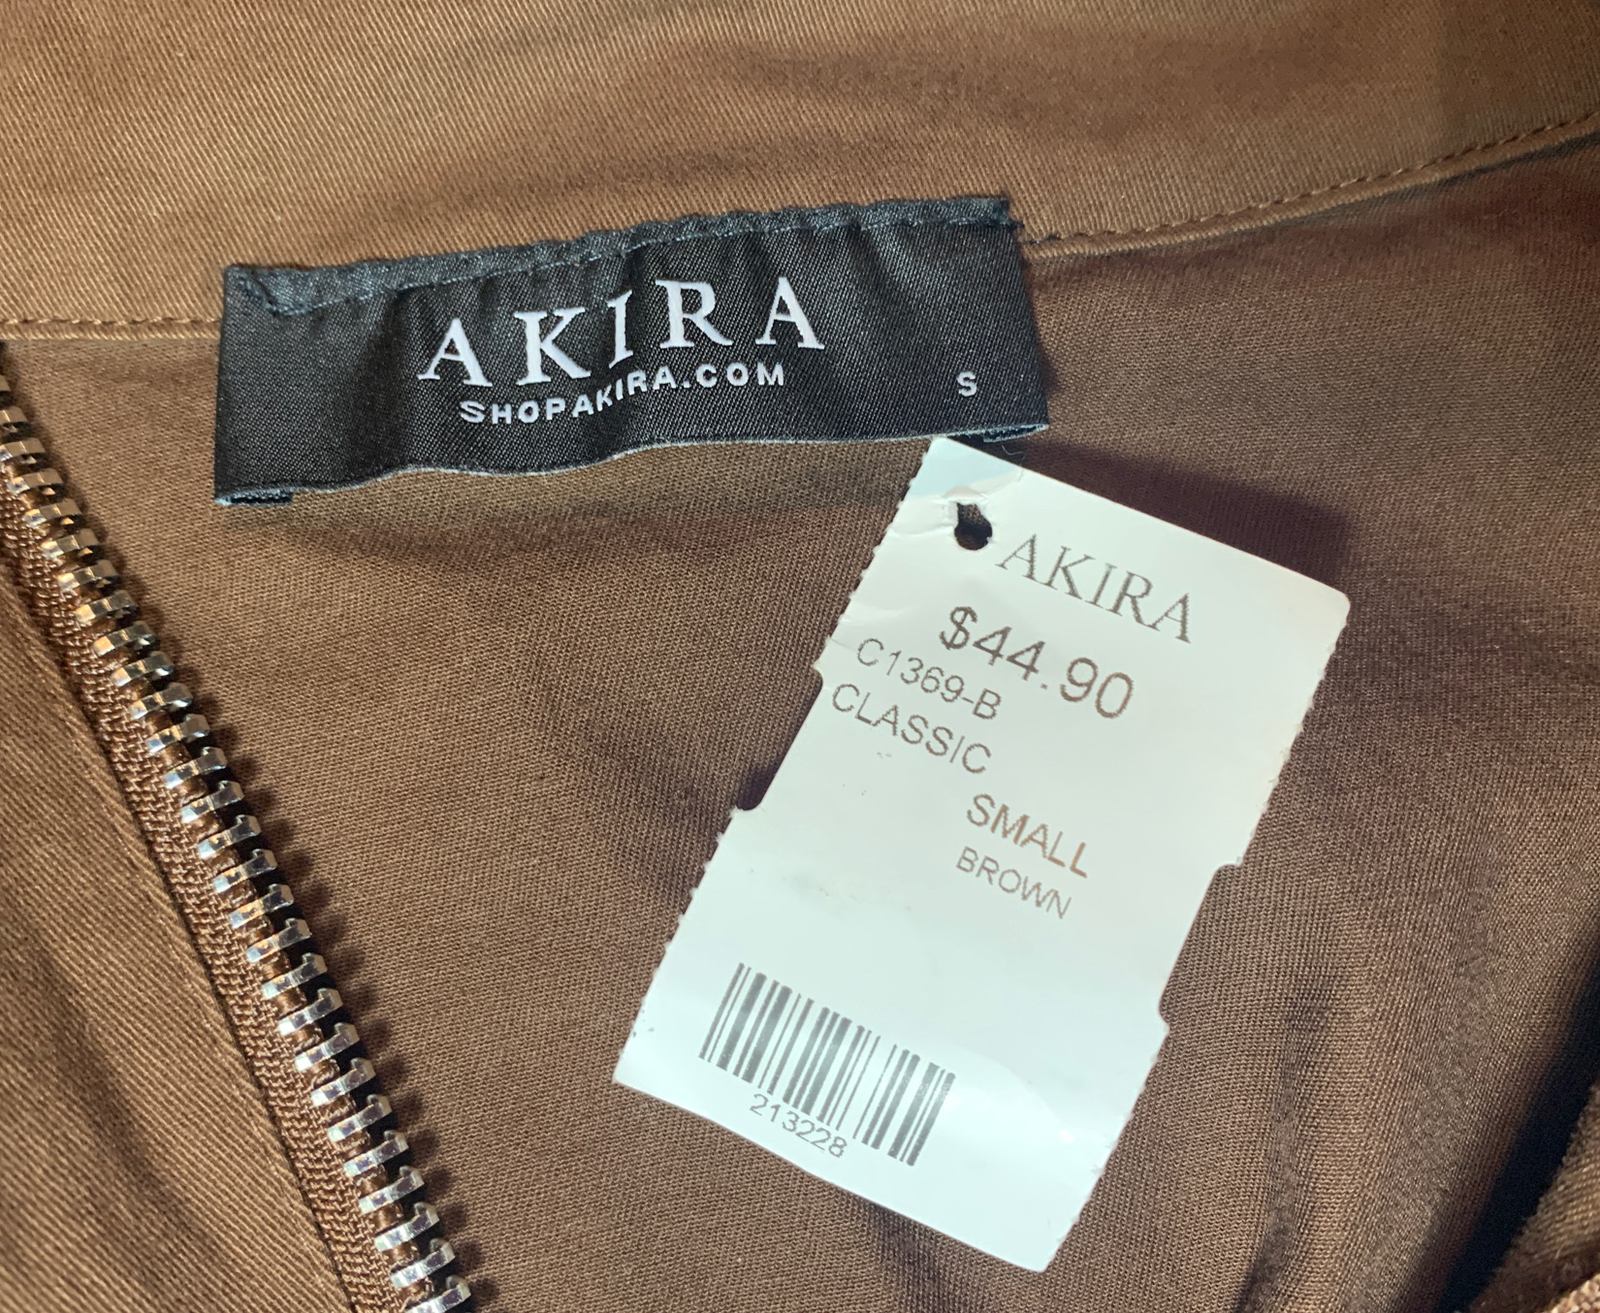 AKIRA
SHOPAKIRA.COM
S
AKIRA
$44.90
C1369-B
CLASSIC
SMALL
BROWN
213228